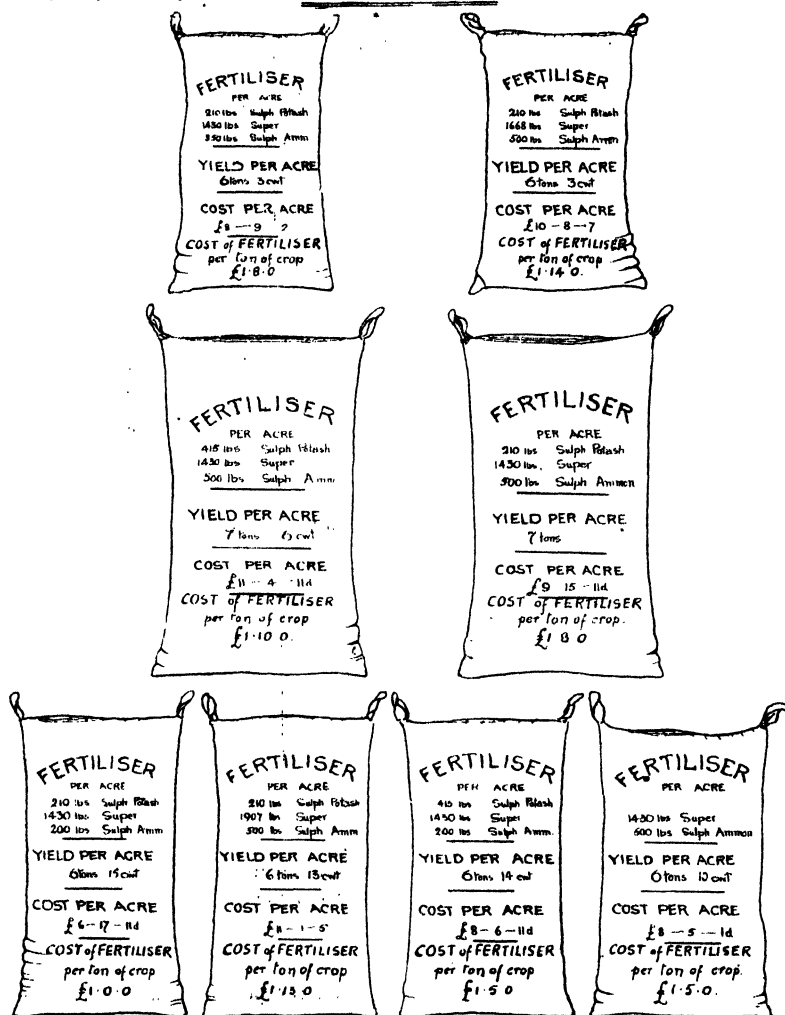 FERTILISER
PER ACRE
210 lbs Sulph Potash
1430 lbs Super
350 lbs Sulph Amm
YIELD PER ACRE
6 tons 3 cwt
COST PER ACRE
£8 — 9
COST of FERTILISER
per ton of crop
£1·8·0
FERTILISER
PER ACRE
210 lbs Sulph Potash
1668 lbs Super
500 lbs Sulph Amm
YIELD PER ACRE
6 tons 3 cwt
COST PER ACRE
£10 — 8 — 7
COST of FERTILISER
per ton of crop
£1·14·0.
FERTILISER
PER ACRE
415 lbs Sulph Potash
1430 lbs Super
500 lbs Sulph Amm
YIELD PER ACRE
7 tons cwt
COST PER ACRE
£11 — 4 — 11d
COST of FERTILISER
per ton of crop
£1·10·0.
FERTILISER
PER ACRE
210 lbs Sulph Potash
1430 lbs. Super
500 lbs Sulph Ammon
YIELD PER ACRE
7 tons
COST PER ACRE
£9 15 — 11d
COST of FERTILISER
per ton of crop.
£1 8 0
FERTILISER
PER ACRE
210 lbs Sulph Potash
1430 lbs Super
200 lbs Sulph Amm
YIELD PER ACRE
6 tons cwt
COST PER ACRE
£6 — 17 — 11d
COST of FERTILISER
per ton of crop
£1·0·0
FERTILISER
PER ACRE
210 lbs Sulph Potash
1907 lbs Super
500 lbs Sulph Amm
YIELD PER ACRE
6 tons 13 cwt
COST PER ACRE
£11 — 1 — 5
COST of FERTILISER
per ton of crop
£1·13·0
FERTILISER
PER ACRE
415 lbs Sulph Potash
1430 lbs Super
200 lbs Sulph Amm.
YIELD PER ACRE
6 tons 14 cwt
COST PER ACRE
£8 — 6 — 11d
COST of FERTILISER
per ton of crop
£1·5 0
FERTILISER
PER ACRE
1430 lbs Super
500 lbs Sulph Ammon
YIELD PER ACRE
6 tons cwt
COST PER ACRE
£8 — 5 — 1d
COST of FERTILISER
per ton of crop.
£1·5·0.